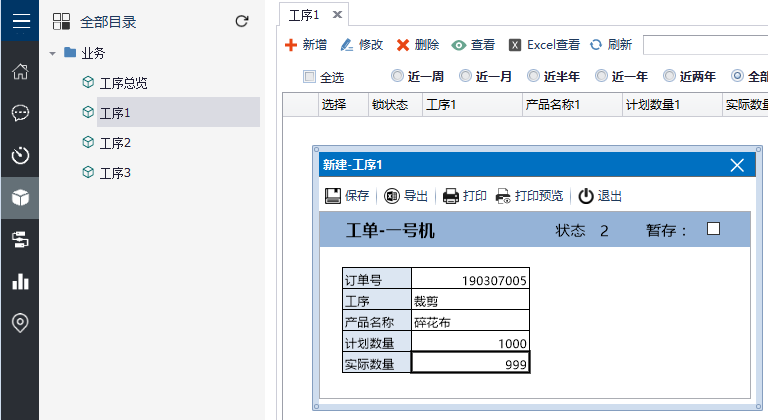 全部目录
业务
工序总览
工序1
工序2
工序3
工序1
新增 修改 删除 查看 Excel查看 刷新
全选 近一周 近一月 近半年 近一年 近两年 全部
选择 锁状态 工序1 产品名称1 计划数量1 实际数量
新建-工序1
保存 导出 打印 打印预览 退出
工单-一号机 状态 2 暂存：
订单号 190307005
工序 裁剪
产品名称 碎花布
计划数量 1000
实际数量 999